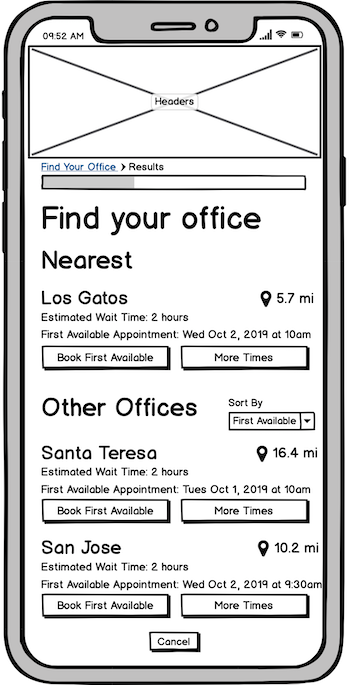 09:52 AM
Headers
Find Your Office > Results
Find your office
Nearest
Los Gatos 5.7 mi
Estimated Wait Time: 2 hours
First Available Appointment: Wed Oct 2, 2019 at 10am
Book First Available More Times
Other Offices
Sort By
First Available
Santa Teresa 16.4 mi
Estimated Wait Time: 2 hours
First Available Appointment: Tues Oct 1, 2019 at 10am
Book First Available More Times
San Jose 10.2 mi
Estimated Wait Time: 2 hours
First Available Appointment: Wed Oct 2, 2019 at 9:30am
Book First Available More Times
Cancel